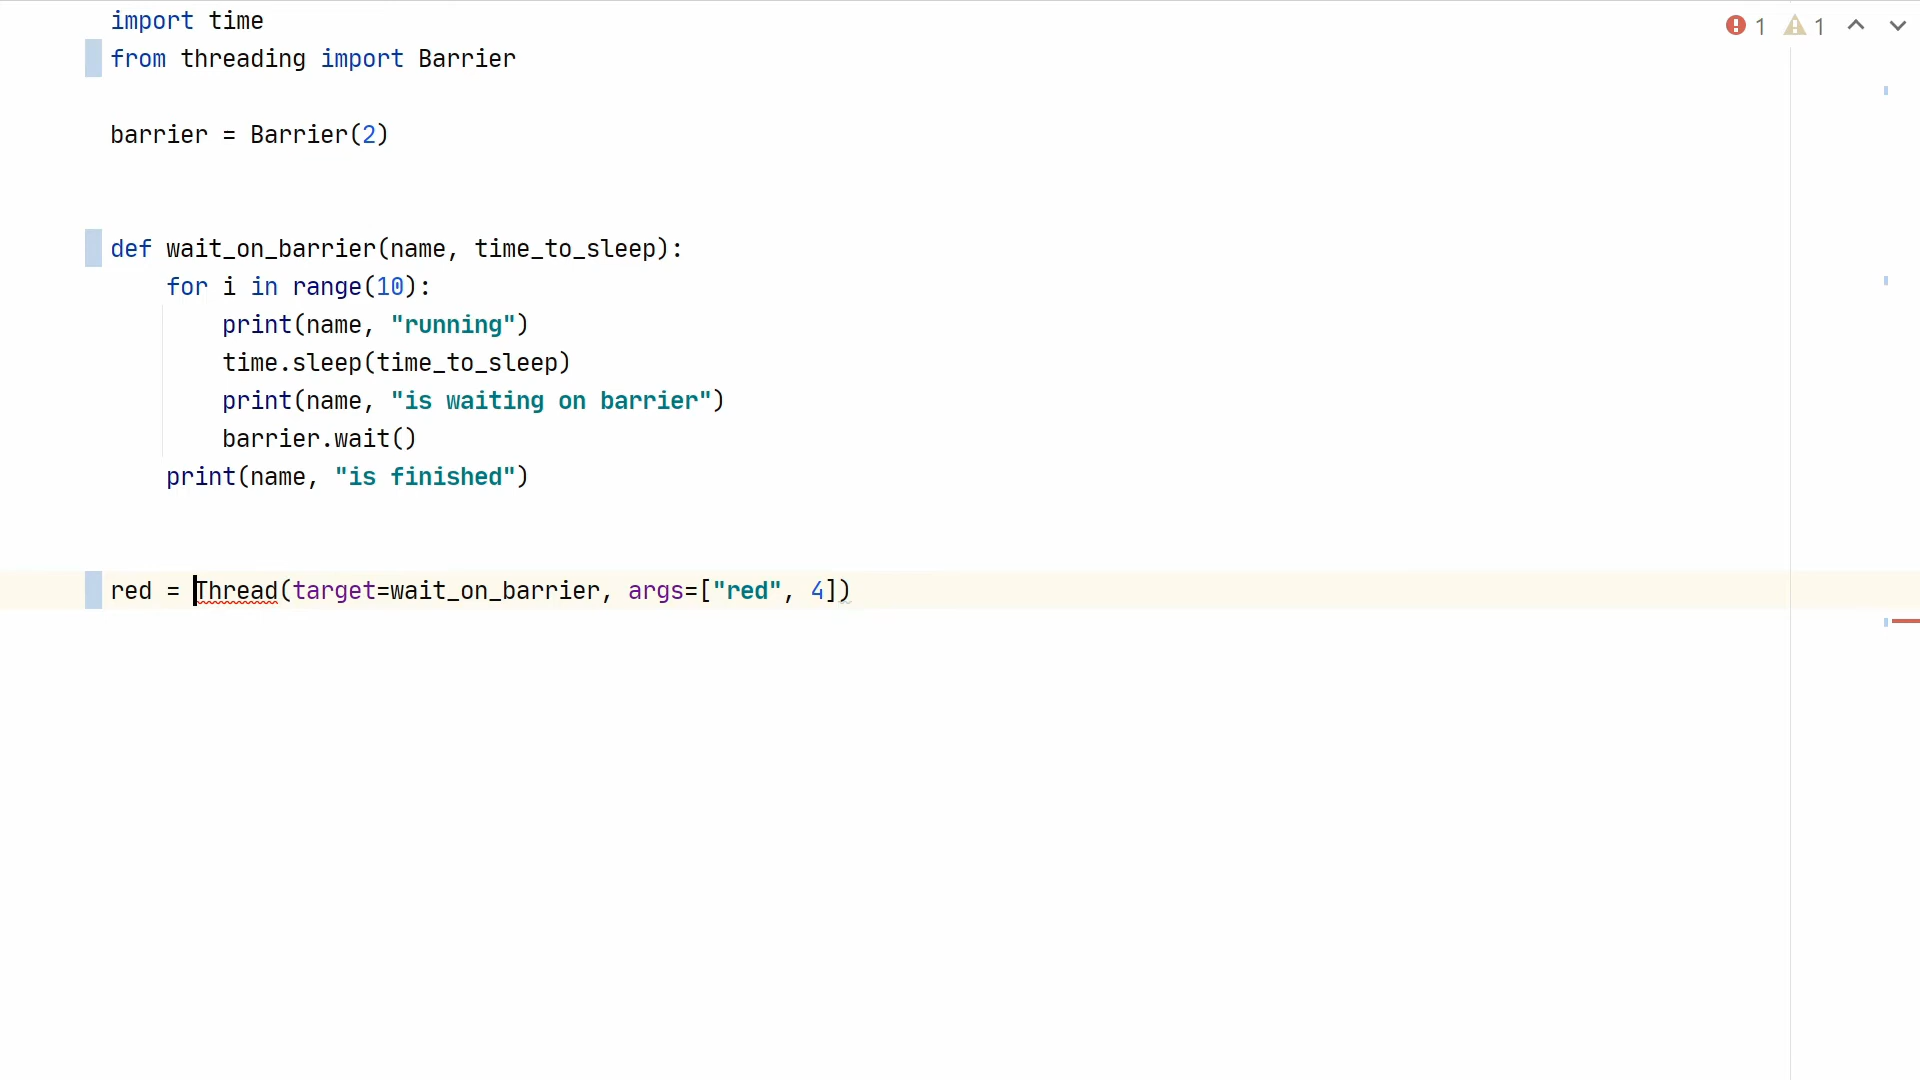 import time
1 1
from threading import Barrier
barrier = Barrier(2)
def wait_on_barrier(name, time_to_sleep):
for i in range(10):
print(name, "running")
time.sleep(time_to_sleep)
print(name, "is waiting on barrier")
barrier.wait()
print(name, "is finished")
red = Thread(target=wait_on_barrier, args=["red", 4])